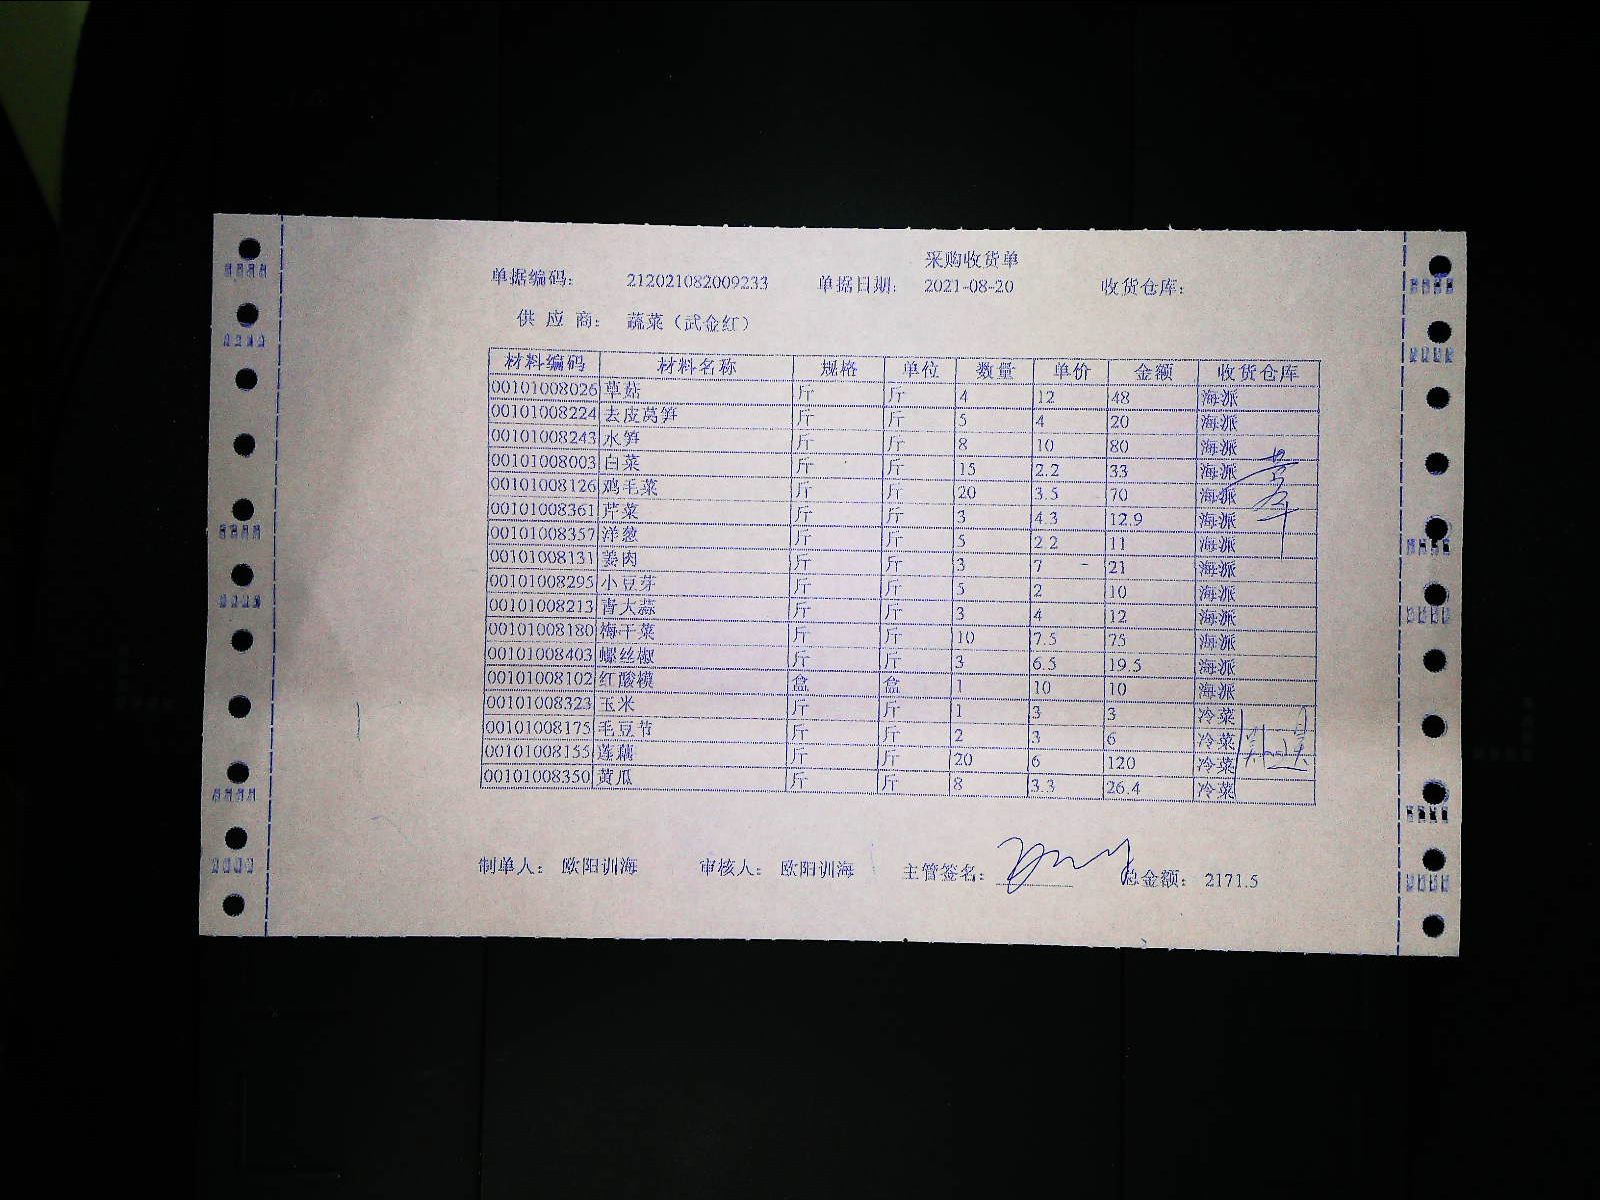 采购收货单
单据编码： 212021082009233 单据日期： 2021-08-20 收货仓库：
供 应 商： 蔬菜（武金红）
材料编码 材料名称 规格 单位 数量 单价 金额 收货仓库
00101008026 草菇 斤 斤 4 12 48 海派
00101008224 去皮莴笋 斤 斤 5 4 20 海派
00101008243 水笋 斤 斤 8 10 80 海派
00101008003 白菜 斤 斤 15 2.2 33 海派
00101008126 鸡毛菜 斤 斤 20 3.5 70 海派
00101008361 芹菜 斤 斤 3 4.3 12.9 海派
00101008357 洋葱 斤 斤 5 2.2 11 海派
00101008131 姜肉 斤 斤 3 7 21 海派
00101008295 小豆芽 斤 斤 5 2 10 海派
00101008213 青大蒜 斤 斤 3 4 12 海派
00101008180 梅干菜 斤 斤 10 7.5 75 海派
00101008403 螺丝椒 斤 斤 3 6.5 19.5 海派
00101008102 红酸模 盒 盒 1 10 10 海派
00101008323 玉米 斤 斤 1 3 3 冷菜
00101008175 毛豆节 斤 斤 2 3 6 冷菜
00101008155 莲藕 斤 斤 20 6 120 冷菜
00101008350 黄瓜 斤 斤 8 3.3 26.4 冷菜
制单人： 欧阳训海 审核人： 欧阳训海 主管签名： 总金额： 2171.5